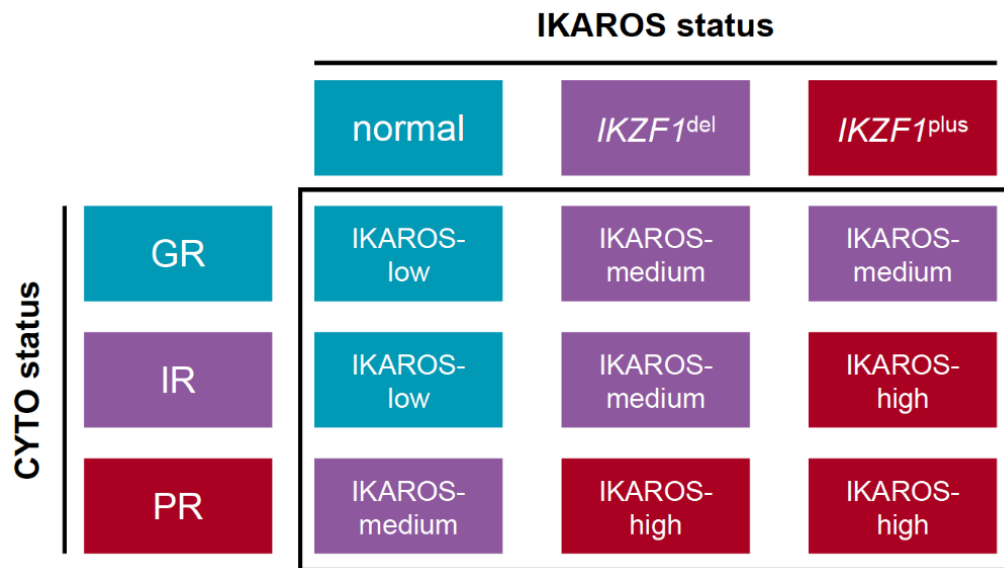 IKAROS status
normal
IKZF1del
IKZF1plus
CYTO status
GR
IKAROS-
low
IKAROS-
medium
IKAROS-
medium
IR
IKAROS-
low
IKAROS-
medium
IKAROS-
high
PR
IKAROS-
medium
IKAROS-
high
IKAROS-
high